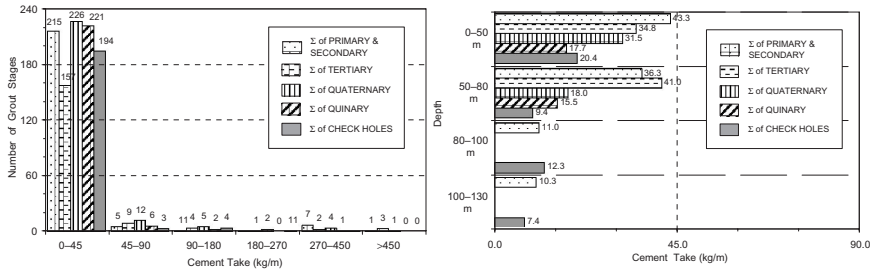 240
215
226
221
194
157
180
120
60
0
5 9 12 6 3
11 4 5 2 4
1 2 0
11 7 2 4 1
1 3 1 0 0
0–45
45–90
90–180
180–270
270–450
>450
Cement Take (kg/m)
Number of Grout Stages
Σ of PRIMARY &
SECONDARY
Σ of TERTIARY
Σ of QUATERNARY
Σ of QUINARY
Σ of CHECK HOLES
Depth
0–50
m
43.3
34.8
31.5
17.7
20.4
50–80
m
36.3
41.0
18.0
15.5
9.4
80–100
m
11.0
12.3
100–130
m
10.3
7.4
0.0
45.0
90.0
Cement Take (kg/m)
Σ of PRIMARY &
SECONDARY
Σ of TERTIARY
Σ of QUATERNARY
Σ of QUINARY
Σ of CHECK HOLES